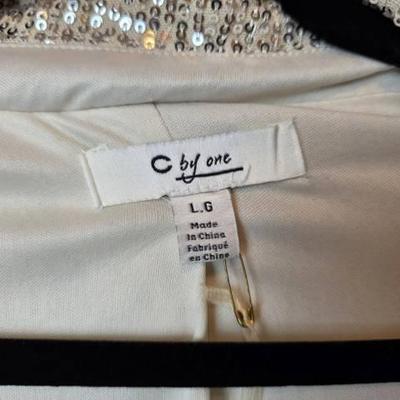 C by one
L.G
Made
in China
Fabriqué
en Chine